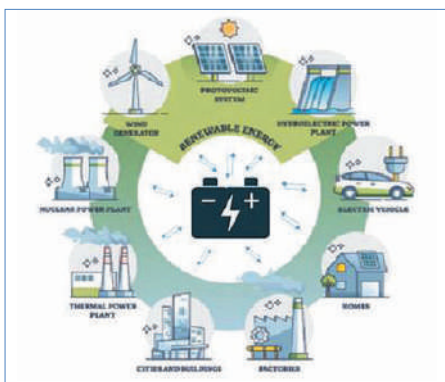 PHOTOVOLTAIC
SYSTEM
WIND
GENERATOR
HYDROELECTRIC POWER
PLANT
RENEWABLE ENERGY
NUCLEAR POWER PLANT
ELECTRIC VEHICLE
THERMAL POWER
PLANT
HOMES
CITIES AND BUILDINGS
FACTORIES